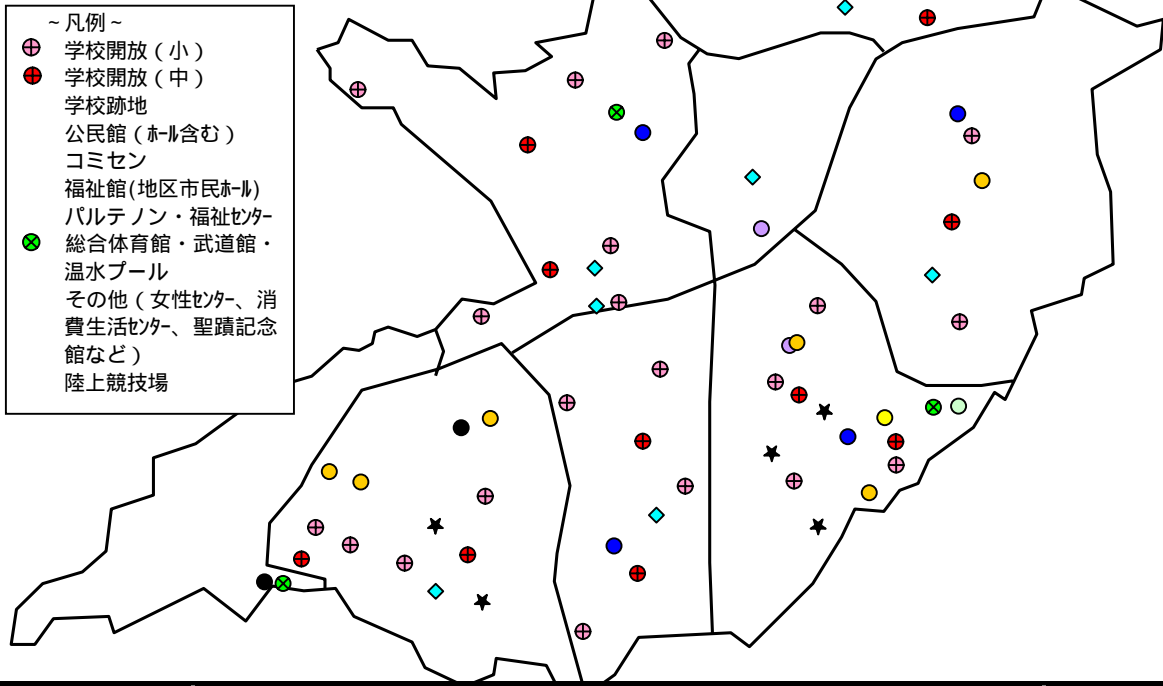 ~凡例~
学校開放(小)
学校開放(中)
学校跡地
公民館(ホール含む)
コミセン
福祉館(地区市民ホール)
パルテノン・福祉センター
総合体育館・武道館・
温水プール
その他(女性センター、消
費生活センター、聖蹟記念
館など)
陸上競技場